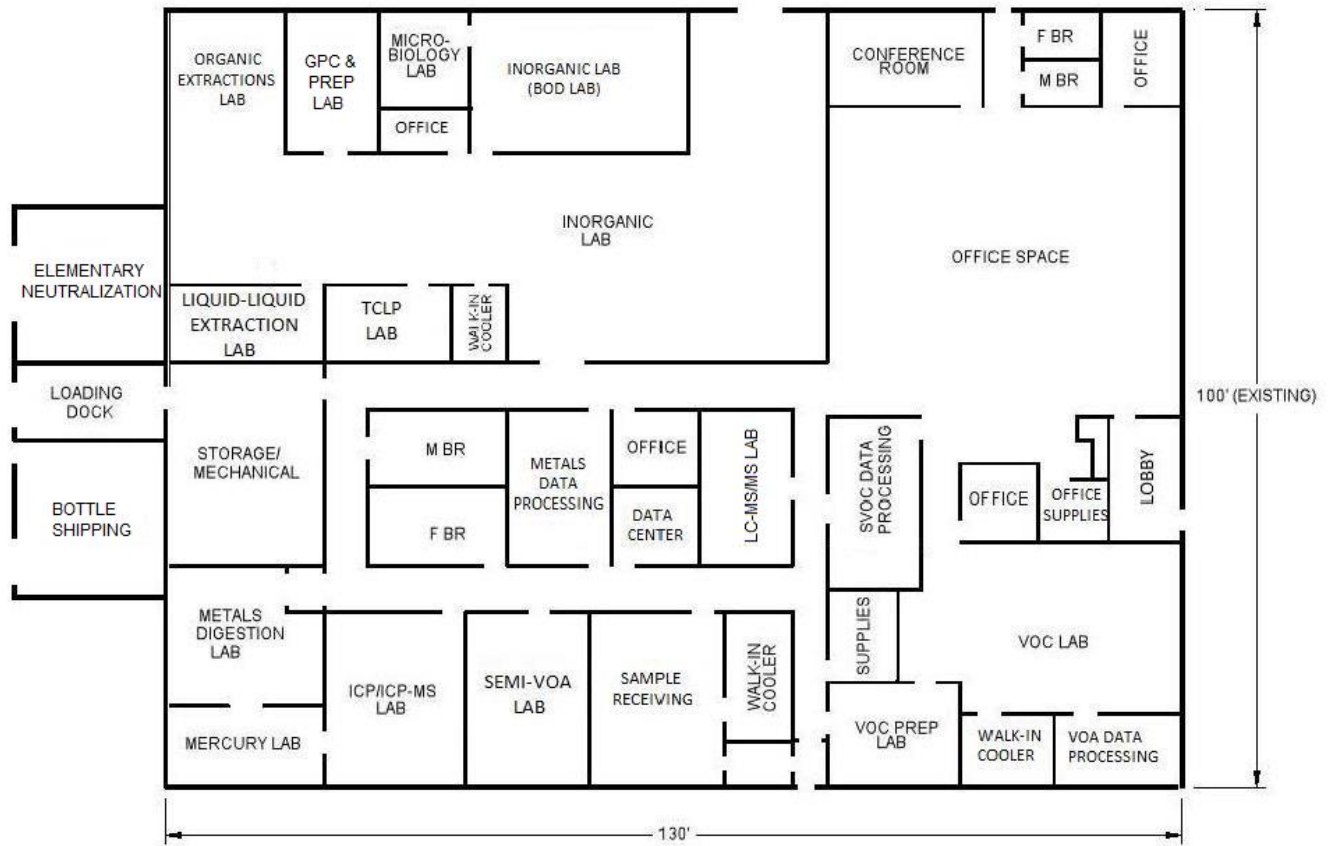 ORGANIC
EXTRACTIONS
LAB
GPC &
PREP
LAB
MICRO-
BIOLOGY
LAB
OFFICE
INORGANIC LAB
(BOD LAB)
CONFERENCE
ROOM
F BR
M BR
OFFICE
INORGANIC
LAB
OFFICE SPACE
ELEMENTARY
NEUTRALIZATION
LIQUID-LIQUID
EXTRACTION
LAB
TCLP
LAB
WALK-IN
COOLER
LOADING
DOCK
100' (EXISTING)
STORAGE/
MECHANICAL
M BR
F BR
METALS
DATA
PROCESSING
OFFICE
DATA
CENTER
LC-MS/MS LAB
SVOC DATA
PROCESSING
OFFICE
OFFICE
SUPPLIES
LOBBY
BOTTLE
SHIPPING
METALS
DIGESTION
LAB
MERCURY LAB
ICP/ICP-MS
LAB
SEMI-VOA
LAB
SAMPLE
RECEIVING
WALK-IN
COOLER
SUPPLIES
VOC LAB
VOC PREP
LAB
WALK-IN
COOLER
VOA DATA
PROCESSING
130'